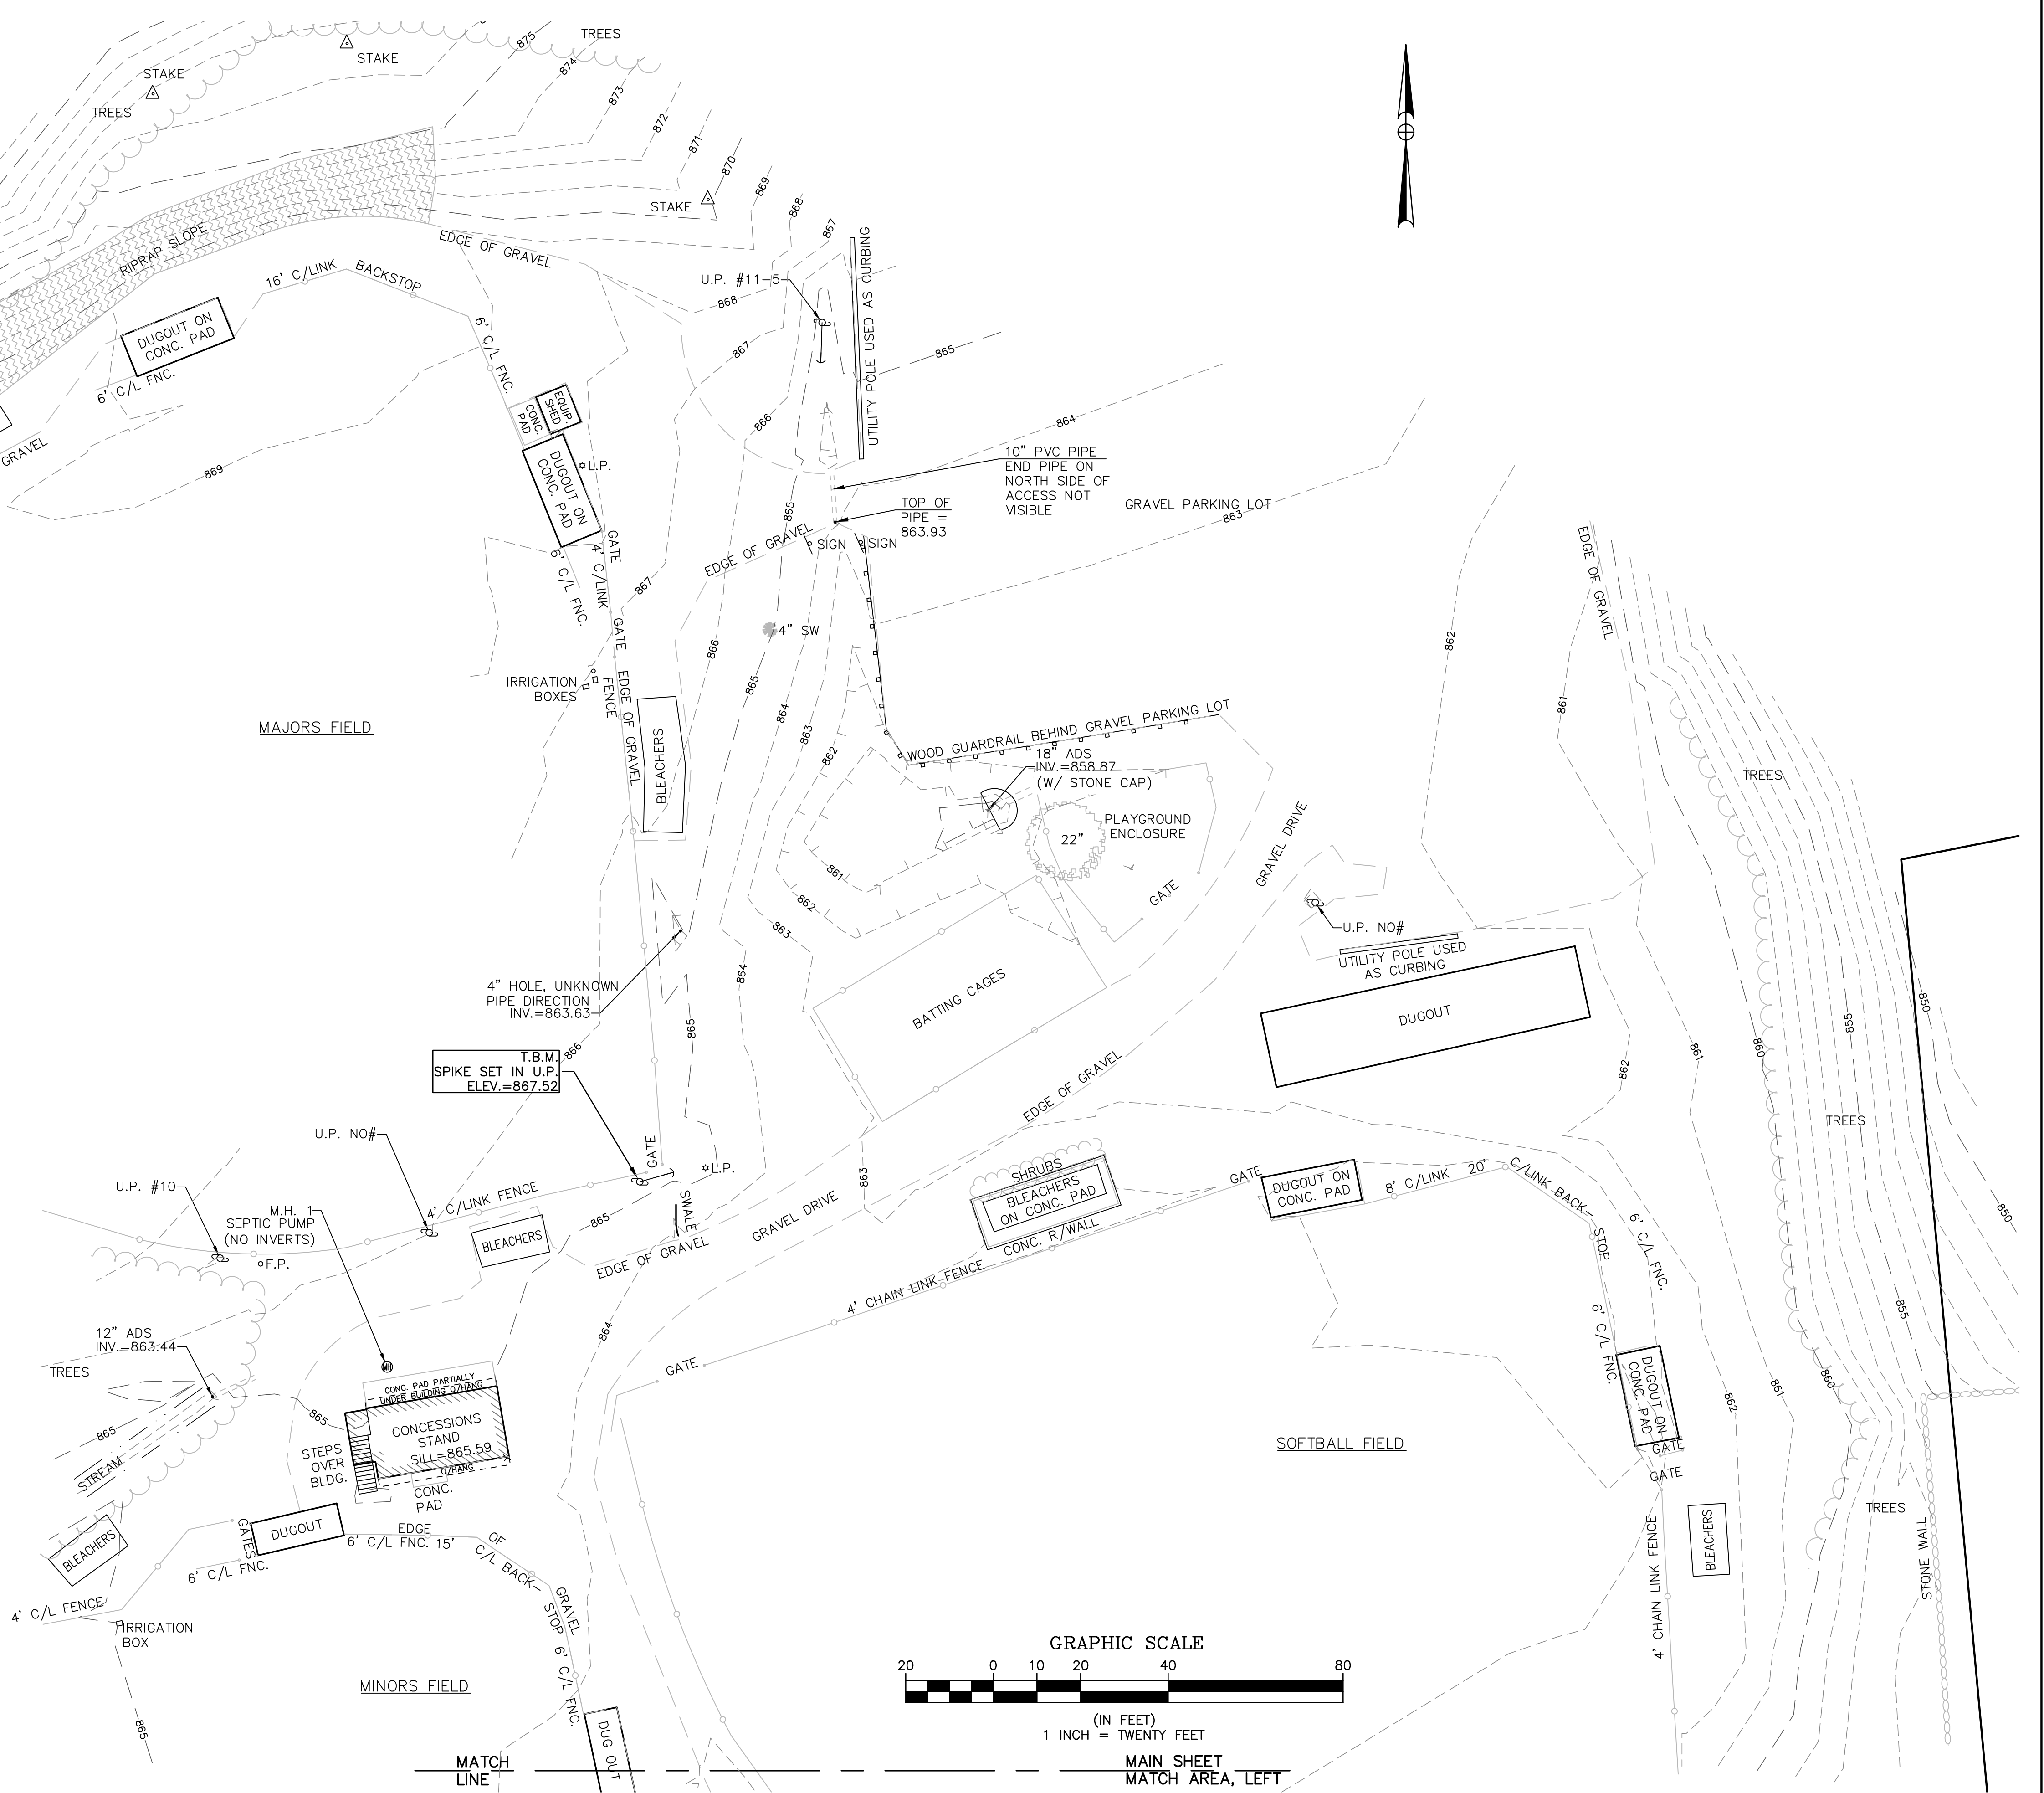 TREES
875
874
873
872
871
870
869
868
867
STAKE
STAKE
TREES
STAKE
RIPRAP SLOPE
EDGE OF GRAVEL
16' C/LINK
BACKSTOP
DUGOUT ON
CONC. PAD
6' C/L FNC.
GRAVEL
869
6' C/L FNC.
EQUIP.
SHED
CONC.
PAD
DUGOUT ON
CONC. PAD
L.P.
U.P. #11-5
868
867
866
865
UTILITY POLE USED AS CURBING
865
864
863
10" PVC PIPE
END PIPE ON
NORTH SIDE OF
ACCESS NOT
VISIBLE
TOP OF
PIPE =
863.93
GRAVEL PARKING LOT
SIGN
SIGN
EDGE OF GRAVEL
GATE
4' C/LINK
6' C/L FNC.
GATE
867
FENCE
EDGE OF GRAVEL
IRRIGATION
BOXES
4" SW
866
865
864
863
862
861
862
863
864
MAJORS FIELD
BLEACHERS
WOOD GUARDRAIL BEHIND GRAVEL PARKING LOT
18" ADS
INV.=858.87
(W/ STONE CAP)
PLAYGROUND
ENCLOSURE
22"
GATE
GRAVEL DRIVE
BATTING CAGES
U.P. NO#
UTILITY POLE USED
AS CURBING
DUGOUT
EDGE OF GRAVEL
862
861
TREES
850
855
860
861
862
TREES
850
855
860
861
862
TREES
STONE WALL
4" HOLE, UNKNOWN
PIPE DIRECTION
INV.=863.63
865
866
T.B.M.
SPIKE SET IN U.P.
ELEV.=867.52
U.P. NO#
U.P. #10
M.H. 1
SEPTIC PUMP
(NO INVERTS)
F.P.
4' C/LINK FENCE
GATE
L.P.
SWALE
865
BLEACHERS
EDGE OF GRAVEL
GRAVEL DRIVE
EDGE OF GRAVEL
863
864
SHRUBS
BLEACHERS
ON CONC. PAD
CONC. R/WALL
4' CHAIN LINK FENCE
GATE
GATE
DUGOUT ON
CONC. PAD
8' C/LINK
20'
C/LINK BACK-
STOP
6' C/L FNC.
6' C/L FNC.
DUGOUT ON
CONC. PAD
GATE
GATE
4' CHAIN LINK FENCE
BLEACHERS
SOFTBALL FIELD
12" ADS
INV.=863.44
TREES
865
865
STREAM
MH
CONC. PAD PARTIALLY
UNDER BUILDING O/HANG
CONCESSIONS
STAND
SILL=865.59
O/HANG
STEPS
OVER
BLDG.
CONC.
PAD
DUGOUT
GATES
BLEACHERS
6' C/L FNC.
4' C/L FENCE
IRRIGATION
BOX
865
EDGE
OF
GRAVEL
6' C/L FNC. 15'
C/L BACK-
STOP
6' C/L FNC.
DUG OUT
MINORS FIELD
GRAPHIC SCALE
20 0 10 20 40 80
(IN FEET)
1 INCH = TWENTY FEET
MATCH
LINE
MAIN SHEET
MATCH AREA, LEFT